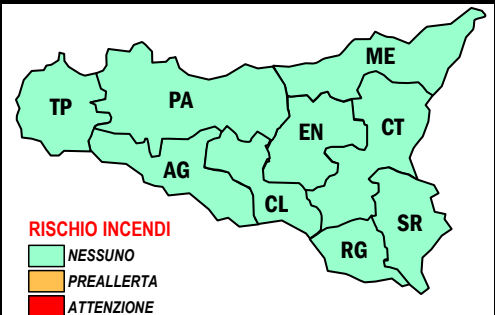 ME
TP
PA
EN
CT
AG
CL
SR
RG
RISCHIO INCENDI
NESSUNO
PREALLERTA
ATTENZIONE